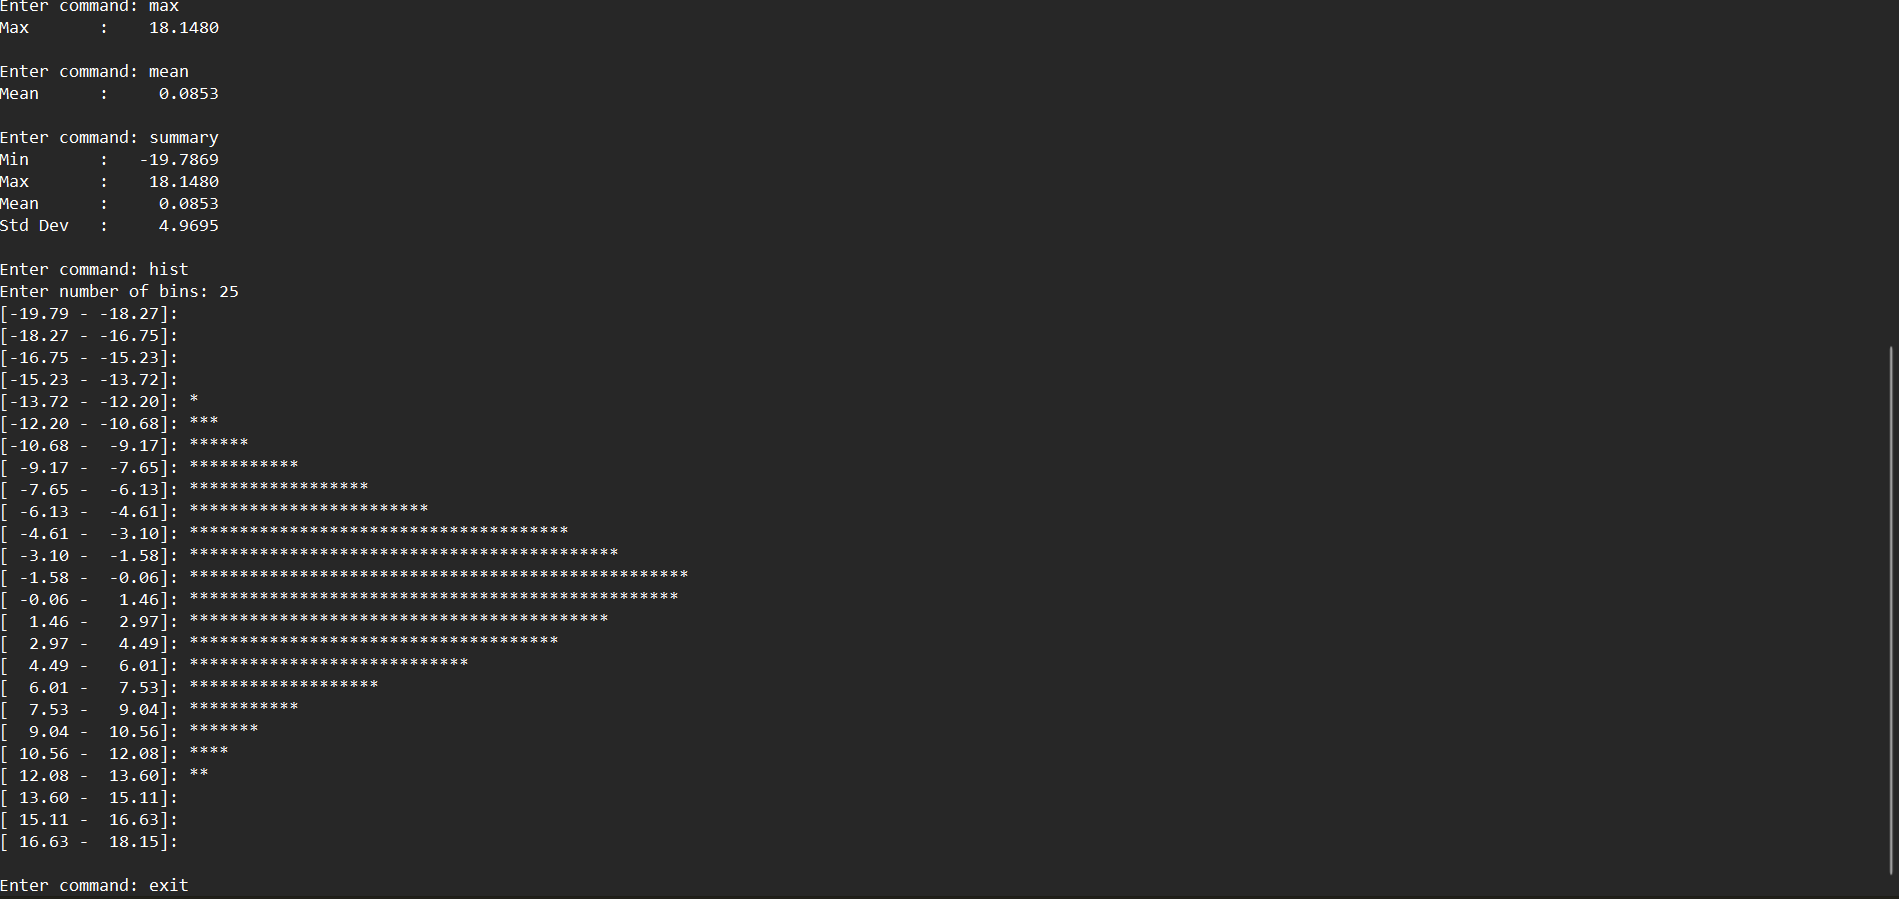 Enter command: max
Max       :    18.1480
Enter command: mean
Mean      :     0.0853
Enter command: summary
Min       :   -19.7869
Max       :    18.1480
Mean      :     0.0853
Std Dev   :     4.9695
Enter command: hist
Enter number of bins: 25
[-19.79 - -18.27]:
[-18.27 - -16.75]:
[-16.75 - -15.23]:
[-15.23 - -13.72]:
[-13.72 - -12.20]: *
[-12.20 - -10.68]: ***
[-10.68 -  -9.17]: ******
[ -9.17 -  -7.65]: ***********
[ -7.65 -  -6.13]: ******************
[ -6.13 -  -4.61]: ************************
[ -4.61 -  -3.10]: **************************************
[ -3.10 -  -1.58]: *******************************************
[ -1.58 -  -0.06]: **************************************************
[ -0.06 -   1.46]: *************************************************
[  1.46 -   2.97]: ******************************************
[  2.97 -   4.49]: *************************************
[  4.49 -   6.01]: ****************************
[  6.01 -   7.53]: *******************
[  7.53 -   9.04]: ***********
[  9.04 -  10.56]: *******
[ 10.56 -  12.08]: ****
[ 12.08 -  13.60]: **
[ 13.60 -  15.11]:
[ 15.11 -  16.63]:
[ 16.63 -  18.15]:
Enter command: exit